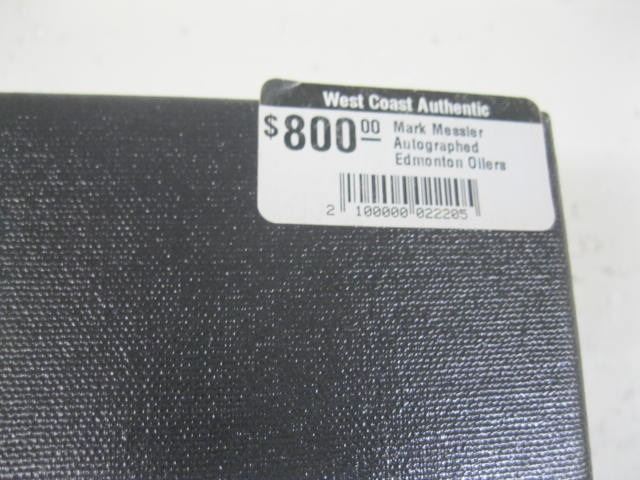 West Coast Authentic
$800.00 Mark Messier
Autographed
Edmonton Oilers
2 100000 022205